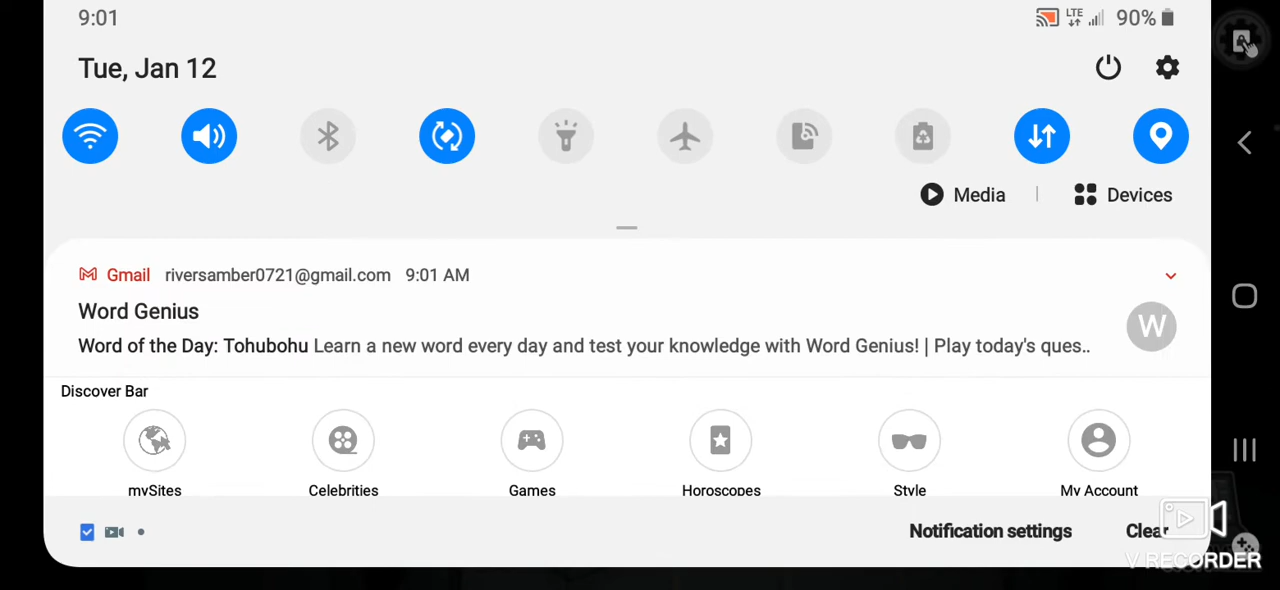 9:01 LTE 90%
Tue, Jan 12
Media | Devices
Gmail riversamber0721@gmail.com 9:01 AM
Word Genius
W
Word of the Day: Tohubohu Learn a new word every day and test your knowledge with Word Genius! | Play today's ques..
Discover Bar
mySites Celebrities Games Horoscopes Style My Account
Notification settings Clear
V RECORDER